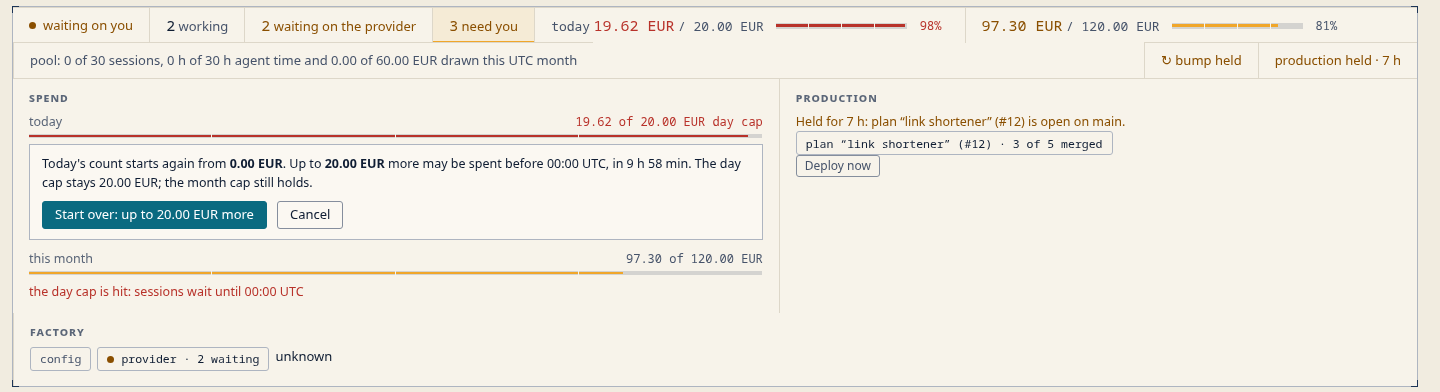 waiting on you 2 working 2 waiting on the provider 3 need you today 19.62 EUR / 20.00 EUR 98% 97.30 EUR / 120.00 EUR 81%
pool: 0 of 30 sessions, 0 h of 30 h agent time and 0.00 of 60.00 EUR drawn this UTC month ↻ bump held production held · 7 h
SPEND
today 19.62 of 20.00 EUR day cap
Today's count starts again from 0.00 EUR. Up to 20.00 EUR more may be spent before 00:00 UTC, in 9 h 58 min. The day
cap stays 20.00 EUR; the month cap still holds.
Start over: up to 20.00 EUR more Cancel
this month 97.30 of 120.00 EUR
the day cap is hit: sessions wait until 00:00 UTC
PRODUCTION
Held for 7 h: plan “link shortener” (#12) is open on main.
plan “link shortener” (#12) · 3 of 5 merged
Deploy now
FACTORY
config provider · 2 waiting unknown